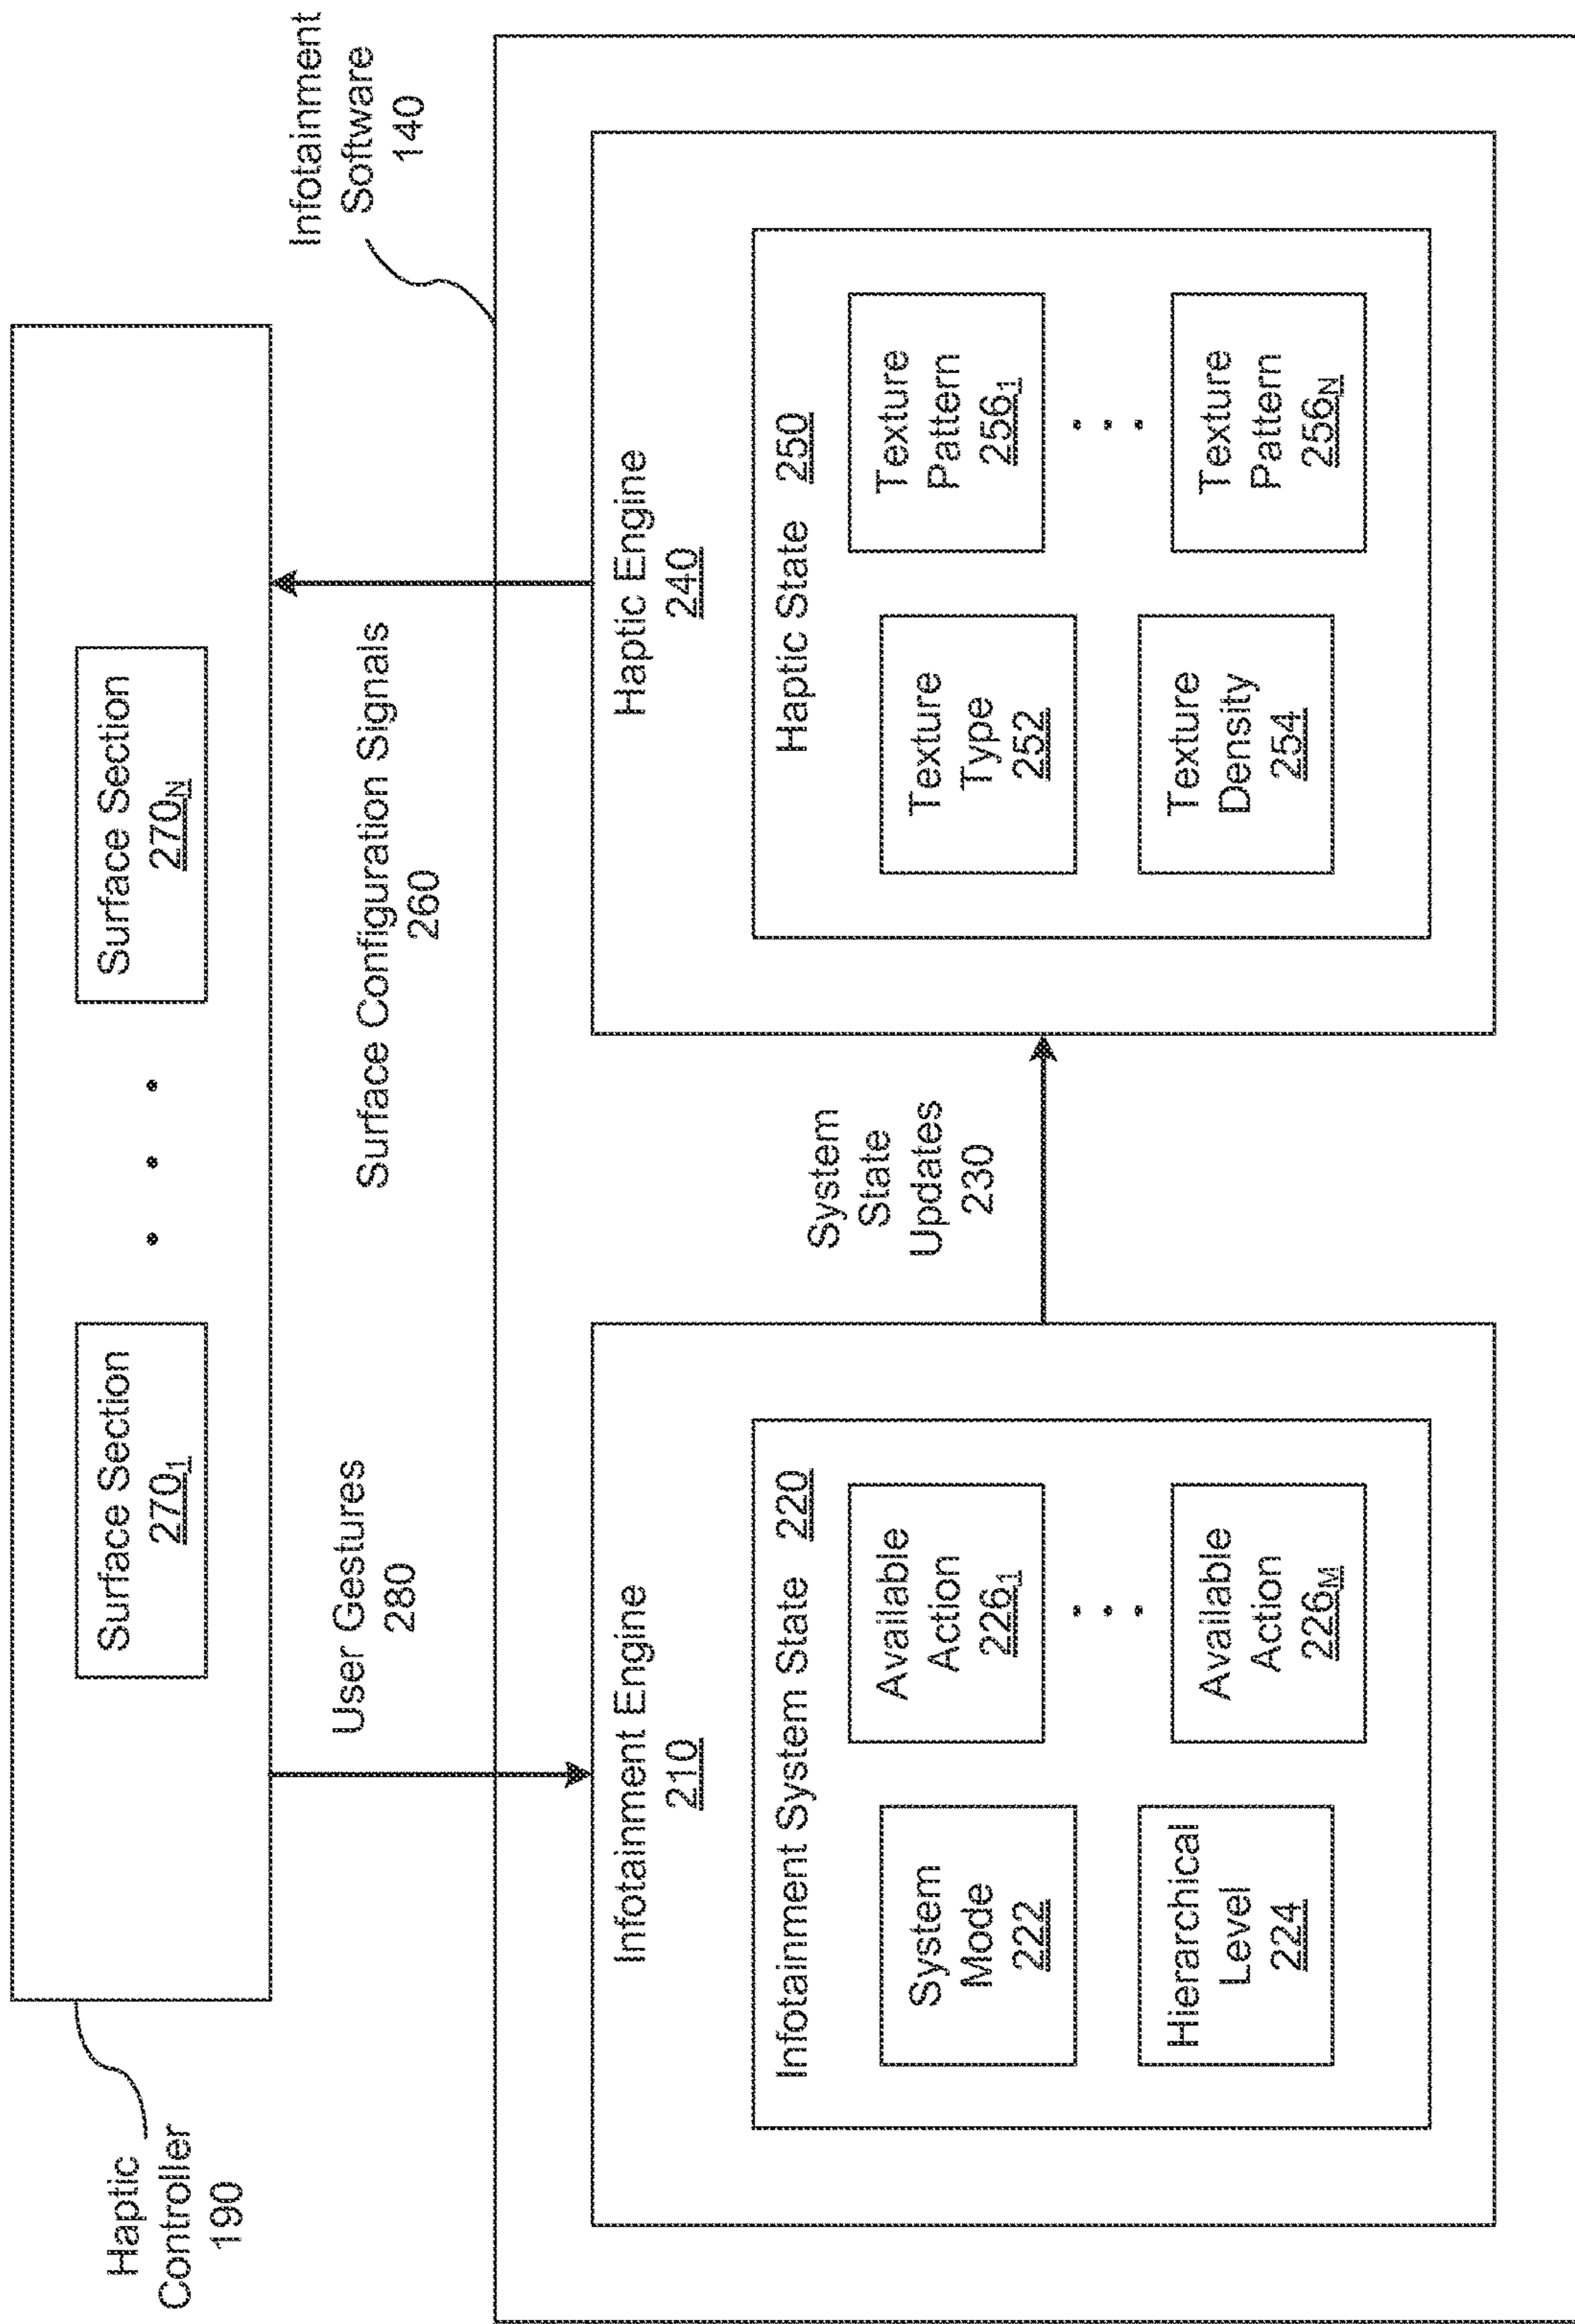 Haptic
Controller
190
Surface Section
270₁
Surface Section
270N
User Gestures
280
Surface Configuration Signals
260
Infotainment
Software
140
Infotainment Engine
210
Infotainment System State 220
System
Mode
222
Hierarchical
Level
224
Available
Action
226₁
Available
Action
226M
System
State
Updates
230
Haptic Engine
240
Haptic State 250
Texture
Type
252
Texture
Density
254
Texture
Pattern
256₁
Texture
Pattern
256N